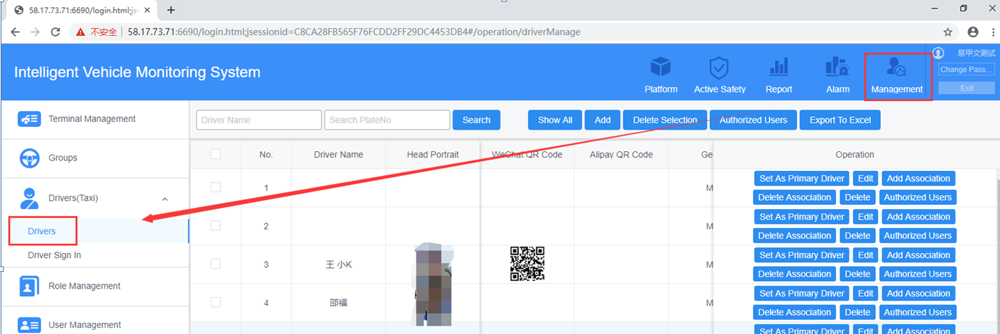 58.17.73.71:6690/login.html;jse
不安全 58.17.73.71:6690/login.html;jsessionid=C8CA28FB565F76FCDD2FF29DC4453DB4#/operation/driverManage
Intelligent Vehicle Monitoring System
Platform Active Safety Report Alarm Management
易甲文测试
Change Pass...
Exit
Terminal Management
Groups
Drivers(Taxi)
Drivers
Driver Sign In
Role Management
User Management
Driver Name Search PlateNo Search Show All Add Delete Selection Authorized Users Export To Excel
No. Driver Name Head Portrait WeChat QR Code Alipay QR Code Ge Operation
1 M Set As Primary Driver Edit Add Association
Delete Association Delete Authorized Users
2 M Set As Primary Driver Edit Add Association
Delete Association Delete Authorized Users
3 王 小K M Set As Primary Driver Edit Add Association
Delete Association Delete Authorized Users
4 邵福 M Set As Primary Driver Edit Add Association
Delete Association Delete Authorized Users
Set As Primary Driver Edit Add Association